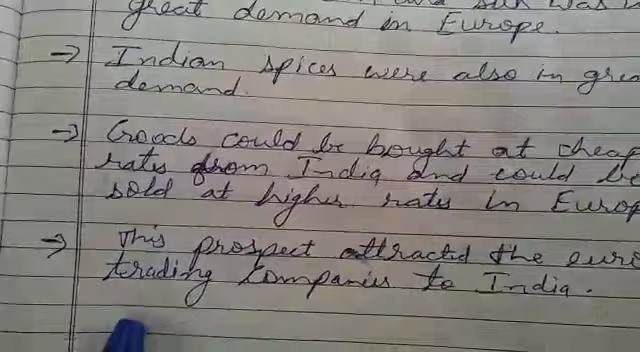 great demand in Europe.
→ Indian spices were also in grea
demand.
→ Goods could be bought at cheap
rates from India and could be
sold at higher rates in Europ
→ This prospect attracted the euro
trading Companies to India.